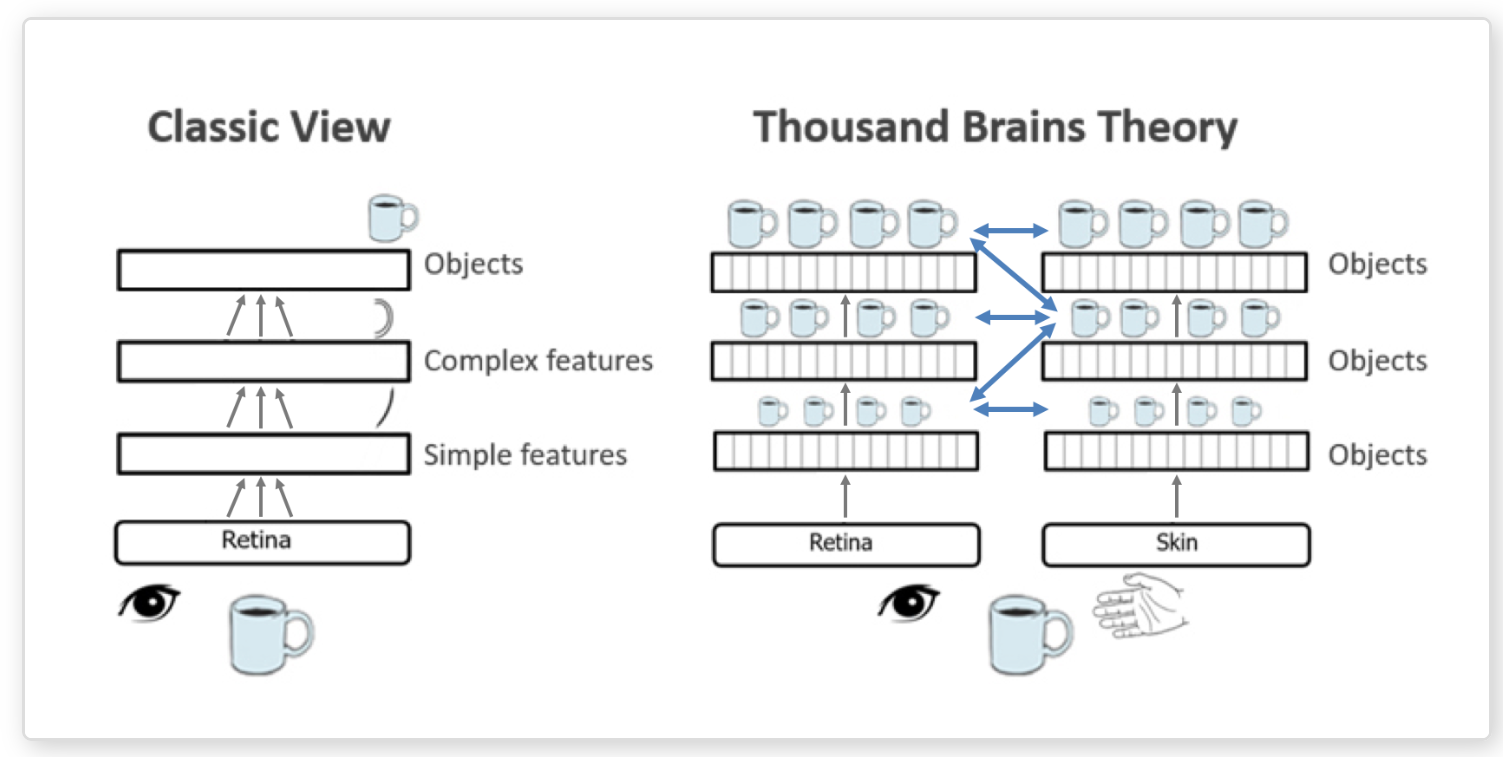 Classic View
Objects
Complex features
Simple features
Retina
Thousand Brains Theory
Objects
Objects
Objects
Retina
Skin